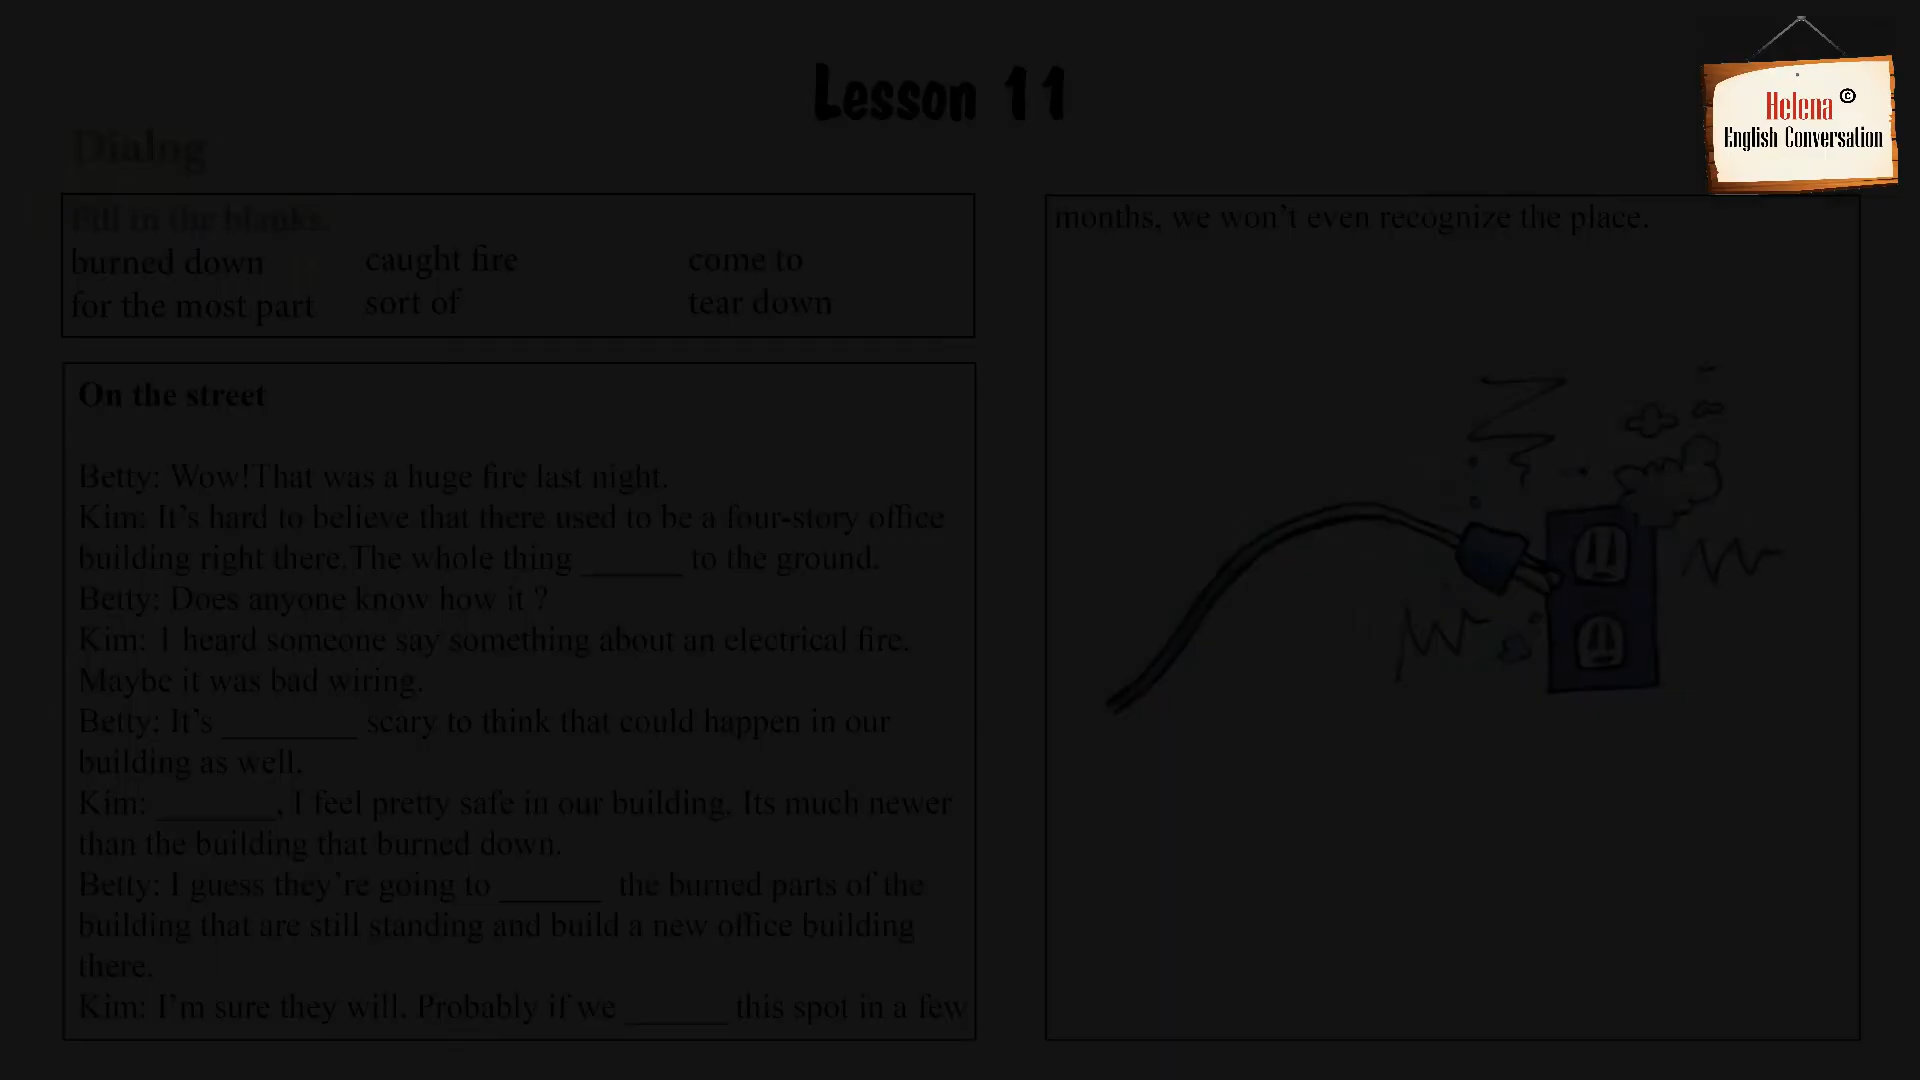 Lesson 11
Helena ©
English Conversation
Dialog
Fill in the blanks.
burned down caught fire come to
for the most part sort of tear down
On the street
Betty: Wow!That was a huge fire last night.
Kim: It’s hard to believe that there used to be a four-story office
building right there.The whole thing ______ to the ground.
Betty: Does anyone know how it ?
Kim: I heard someone say something about an electrical fire.
Maybe it was bad wiring.
Betty: It’s ________ scary to think that could happen in our
building as well.
Kim: _______, I feel pretty safe in our building, Its much newer
than the building that burned down.
Betty: I guess they’re going to ______ the burned parts of the
building that are still standing and build a new office building
there.
Kim: I’m sure they will. Probably if we ______ this spot in a few
months, we won’t even recognize the place.